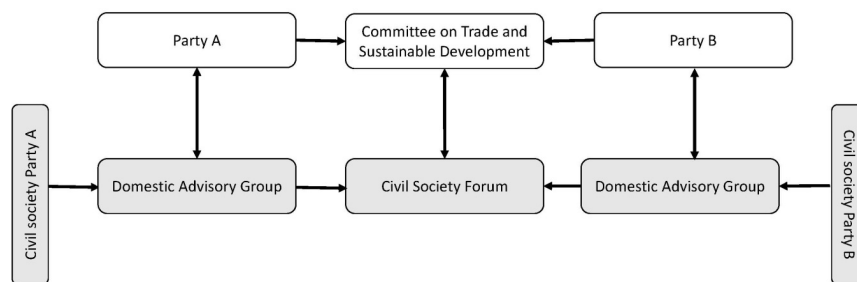 Party A
Committee on Trade and
Sustainable Development
Party B
Civil society Party A
Domestic Advisory Group
Civil Society Forum
Domestic Advisory Group
Civil society Party B